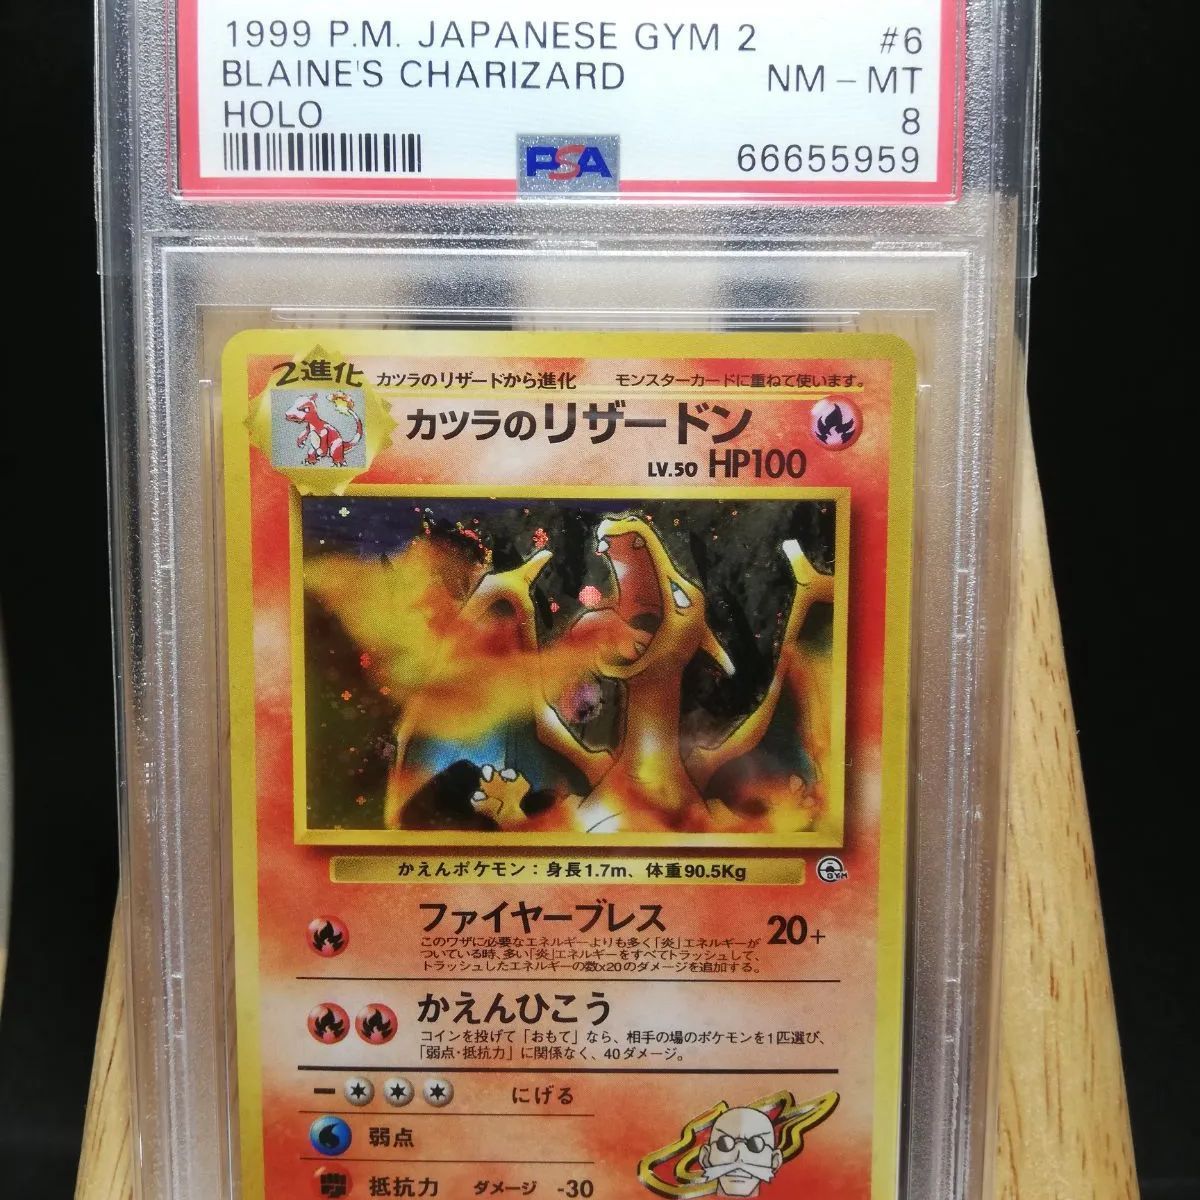 1999 P.M. JAPANESE GYM 2 #6
BLAINE'S CHARIZARD NM - MT
HOLO 8
PSA 66655959
2進化 カツラのリザードから進化 モンスターカードに重ねて使います。
カツラのリザードン
LV.50 HP100
かえんポケモン：身長1.7m、体重90.5Kg
GYM
ファイヤーブレス 20+
このワザに必要なエネルギーよりも多く「炎」エネルギーが
ついている時、多い「炎」エネルギーをすべてトラッシュして、
トラッシュしたエネルギーの数x20のダメージを追加する。
かえんひこう
コインを投げて「おもて」なら、相手の場のポケモンを1匹選び、
「弱点・抵抗力」に関係なく、40ダメージ。
ー にげる
弱点
抵抗力 ダメージ -30